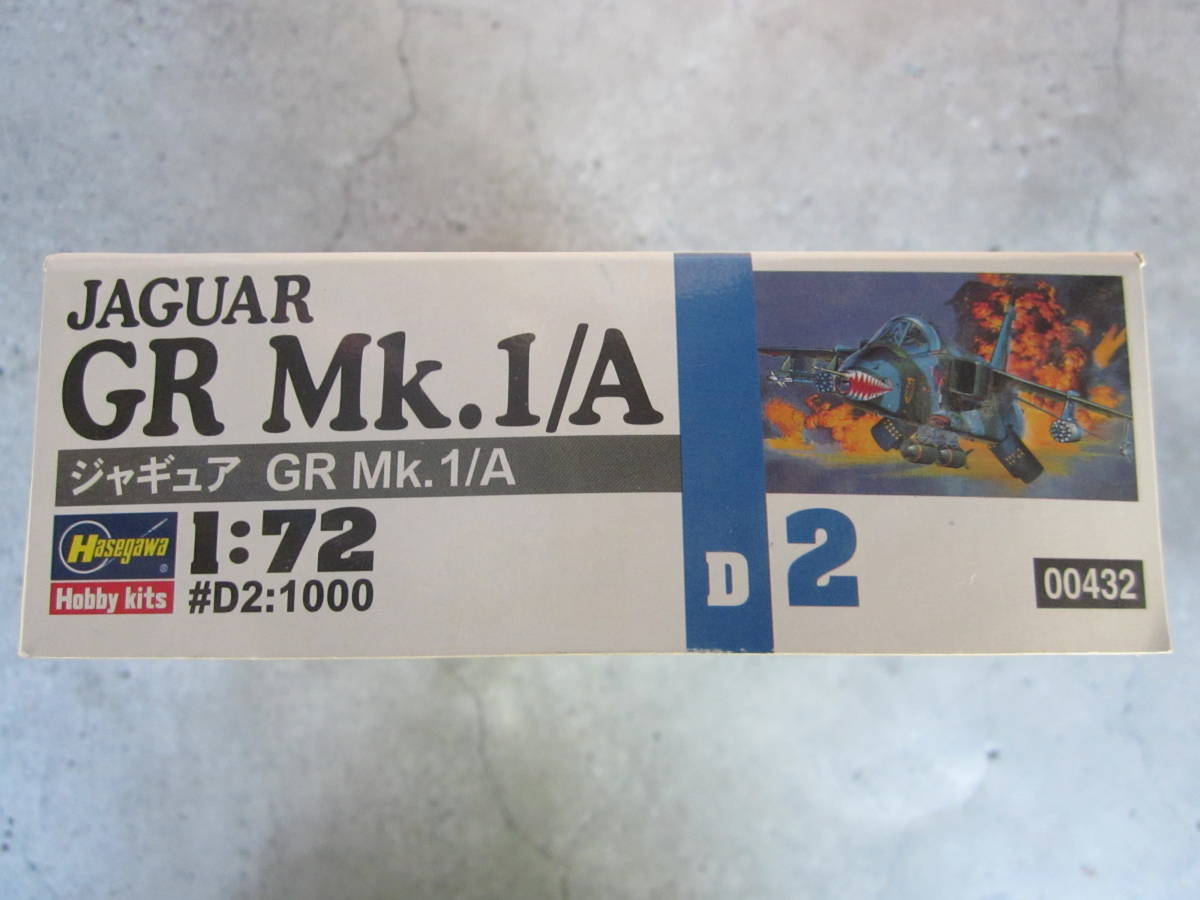 JAGUAR
GR Mk.1/A
ジャギュア GR Mk.1/A
Hasegawa ®
Hobby kits
1:72
#D2:1000
D 2
00432